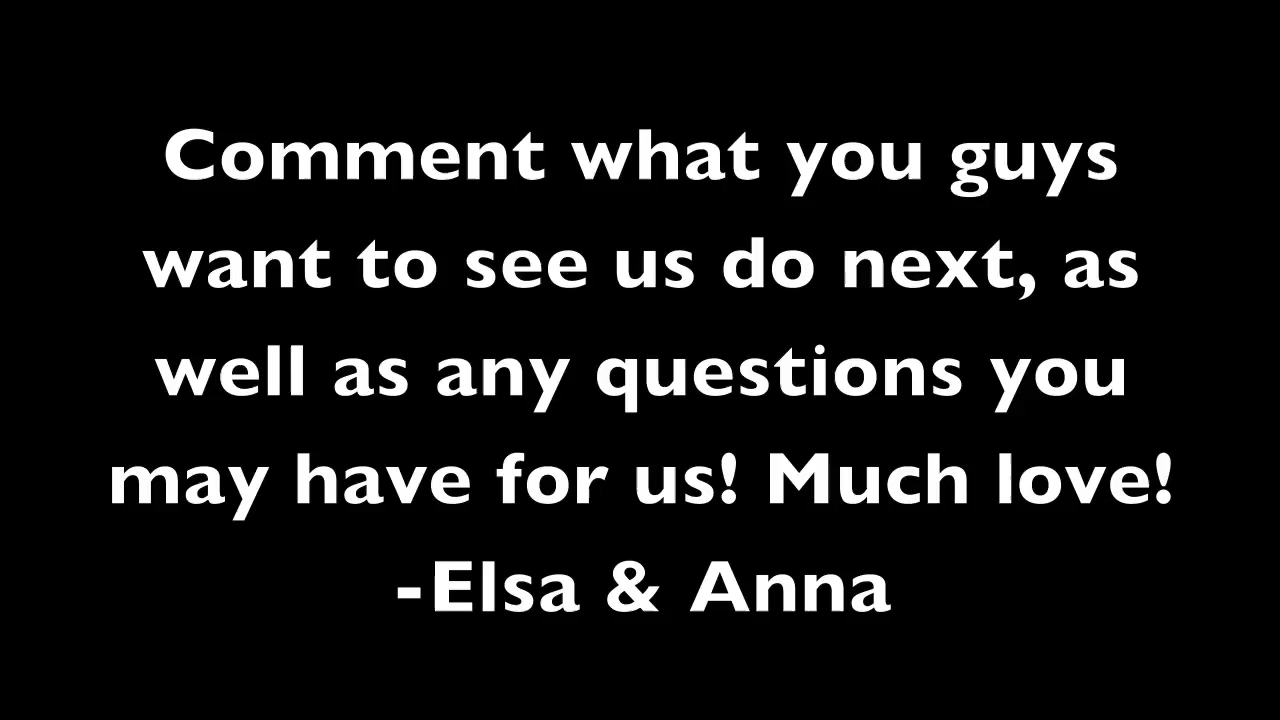 Comment what you guys
want to see us do next, as
well as any questions you
may have for us! Much love!
-Elsa & Anna